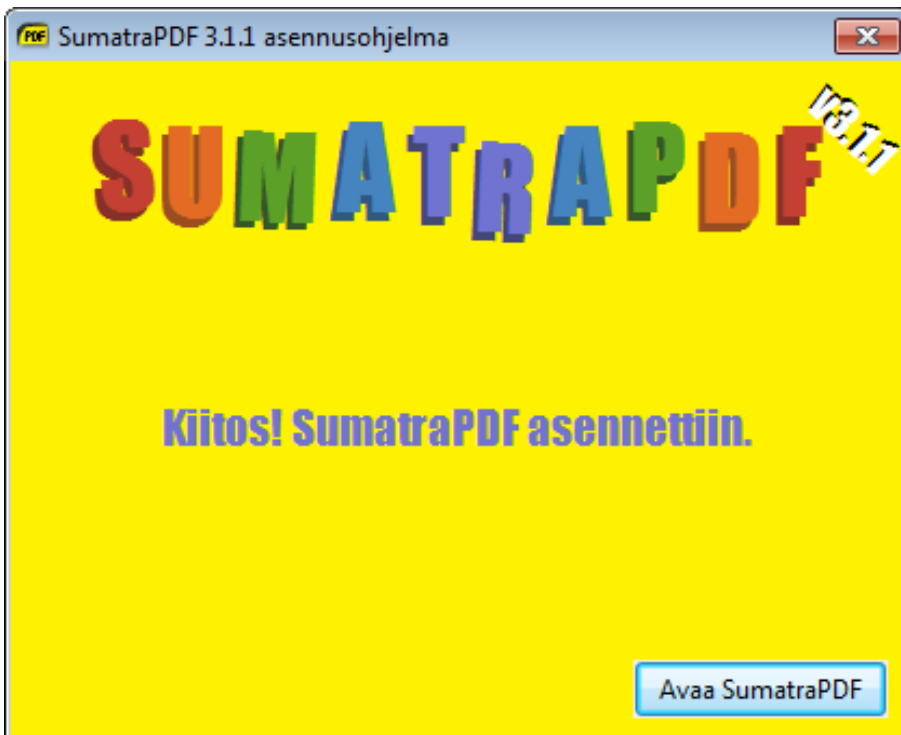 PDF SumatraPDF 3.1.1 asennusohjelma
v3.1.1
SUMATRAPDF
Kiitos! SumatraPDF asennettiin.
Avaa SumatraPDF